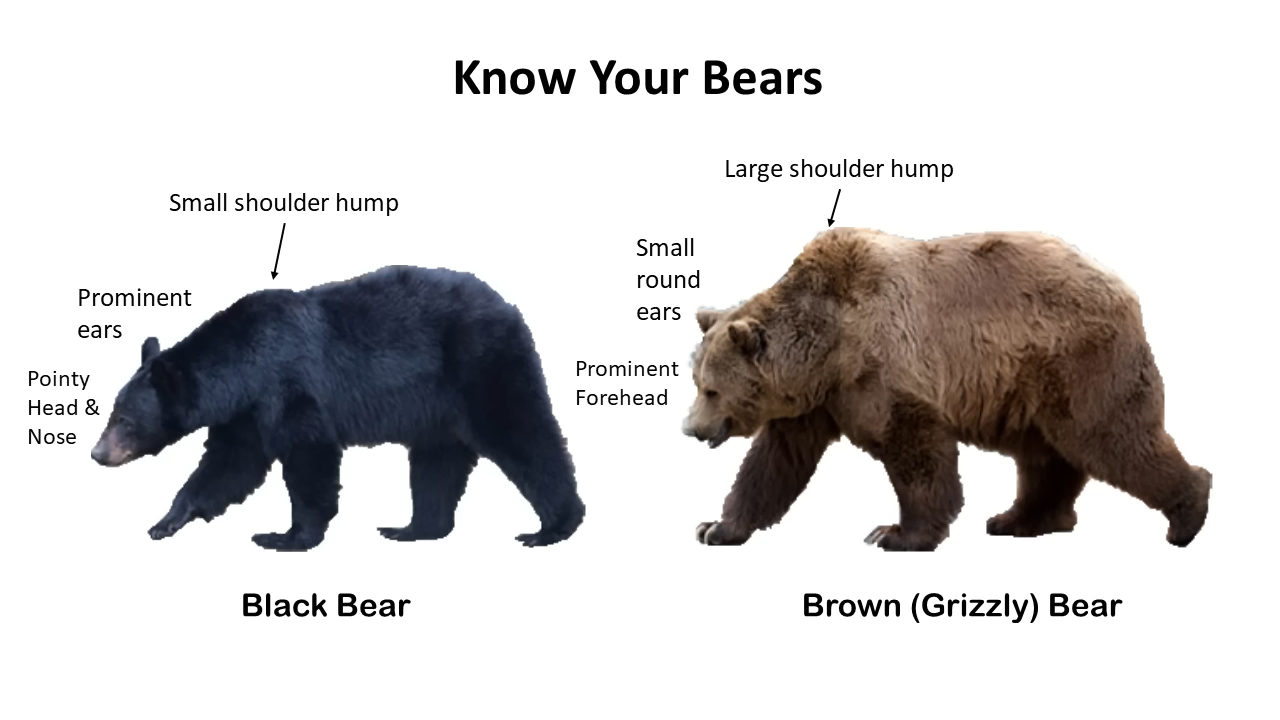 Know Your Bears
Small shoulder hump
Prominent
ears
Pointy
Head &
Nose
Black Bear
Large shoulder hump
Small
round
ears
Prominent
Forehead
Brown (Grizzly) Bear